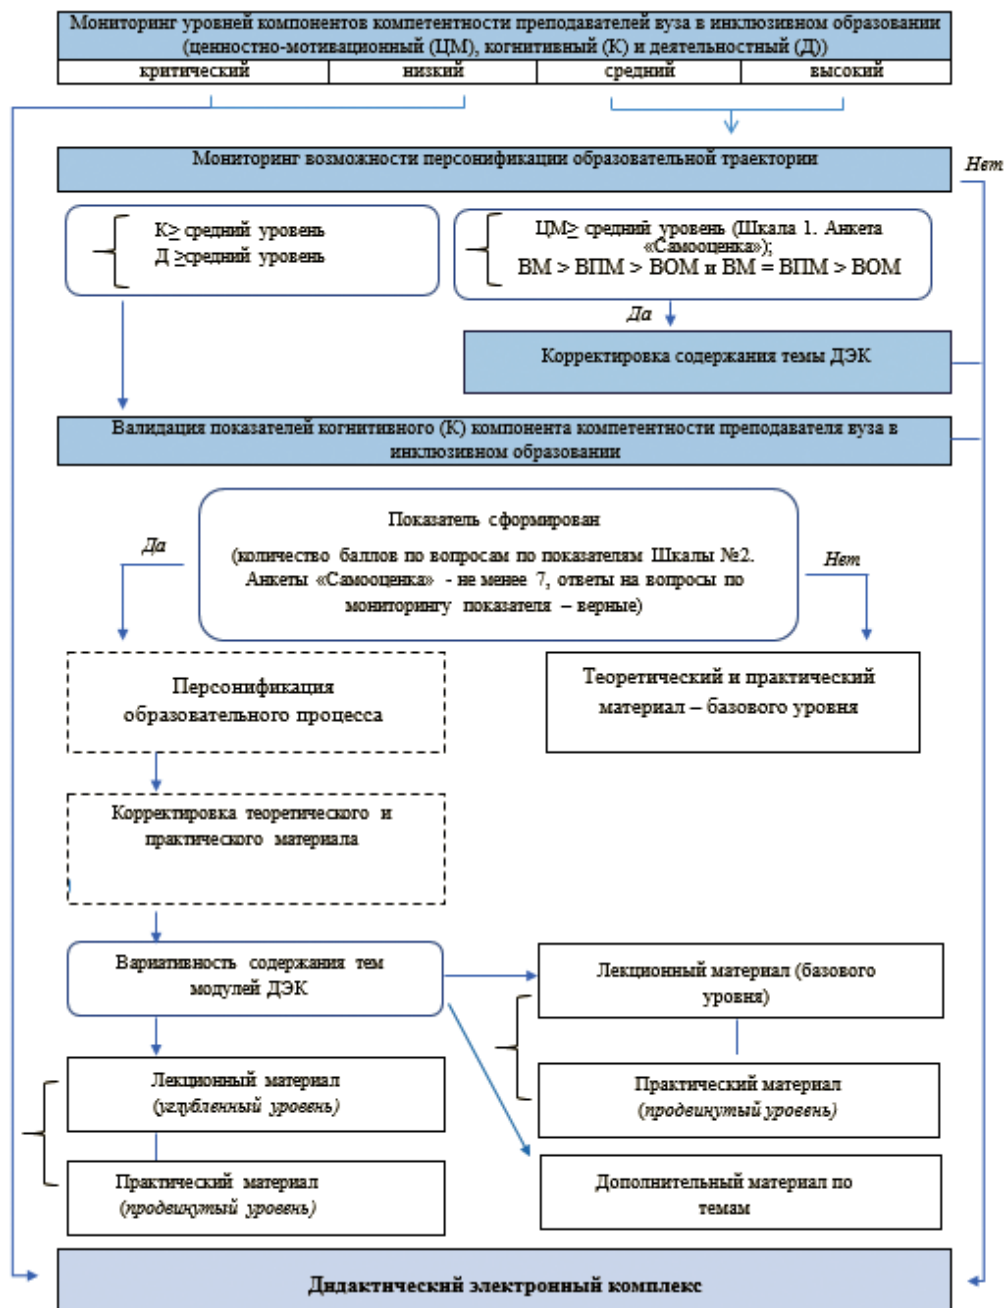 Мониторинг уровней компонентов компетентности преподавателей вуза в инклюзивном образовании
(ценностно-мотивационный (ЦМ), когнитивный (К) и деятельностный (Д))
критический
низкий
средний
высокий
Мониторинг возможности персонификации образовательной траектории
Нет
К≥ средний уровень
Д ≥средний уровень
ЦМ≥ средний уровень (Шкала 1. Анкета
«Самооценка»);
ВМ > ВПМ > ВОМ и ВМ = ВПМ > ВОМ
Да
Корректировка содержания темы ДЭК
Валидация показателей когнитивного (К) компонента компетентности преподавателя вуза в
инклюзивном образовании
Показатель сформирован
Да
(количество баллов по вопросам по показателям Шкалы №2.
Анкеты «Самооценка» - не менее 7, ответы на вопросы по
мониторингу показателя – верные)
Нет
Персонификация
образовательного процесса
Теоретический и практический
материал – базового уровня
Корректировка теоретического и
практического материала
Вариативность содержания тем
модулей ДЭК
Лекционный материал (базового
уровня)
Лекционный материал
(углубленный уровень)
Практический материал
(продвинутый уровень)
Практический материал
(продвинутый уровень)
Дополнительный материал по
темам
Дидактический электронный комплекс